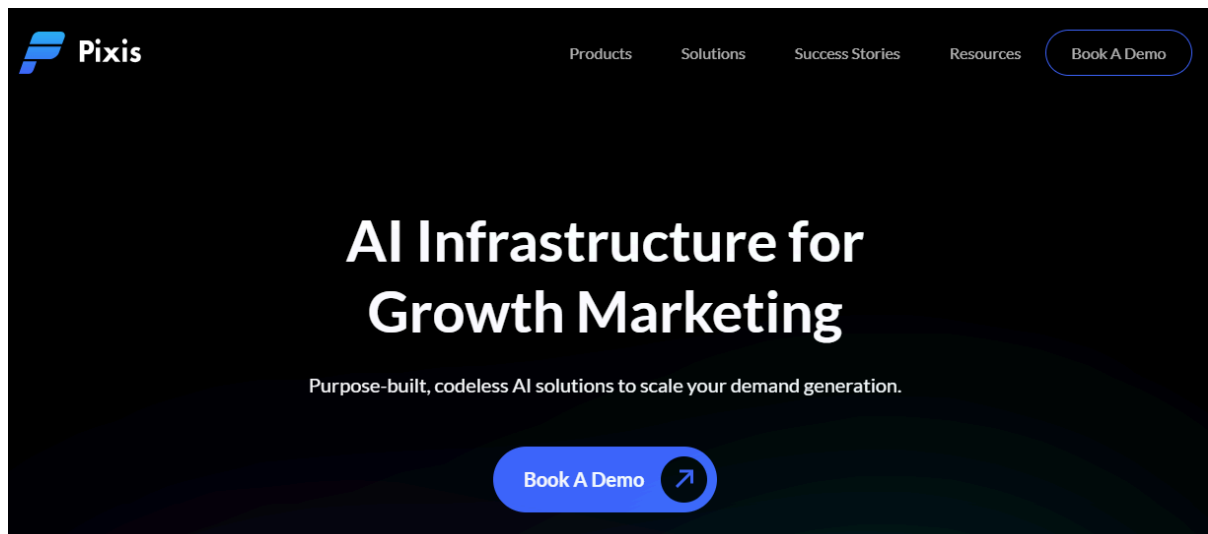 Pixis
Products
Solutions
Success Stories
Resources
Book A Demo
AI Infrastructure for
Growth Marketing
Purpose-built, codeless AI solutions to scale your demand generation.
Book A Demo